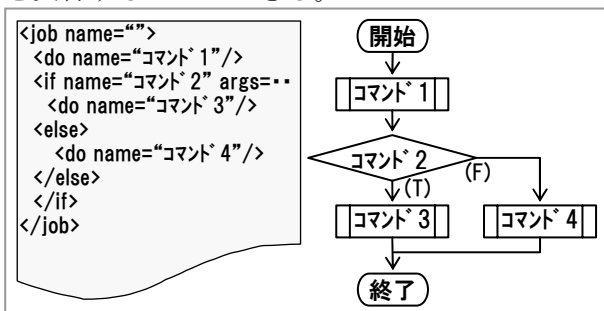 <job name=“”>
<do name=“コマンド1”/>
<if name=“コマンド2” args=‥
<do name=“コマンド3”/>
<else>
<do name=“コマンド4”/>
</else>
</if>
</job>
開始
コマンド1
コマンド2
(T)
(F)
コマンド3
コマンド4
終了